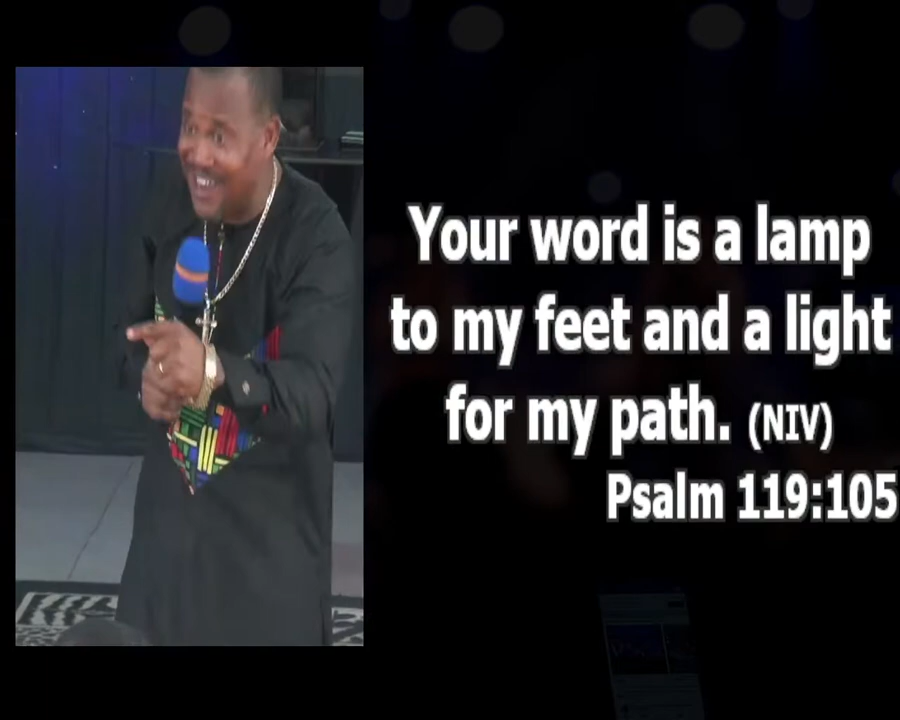 Your word is a lamp
to my feet and a light
for my path. (NIV)
Psalm 119:105